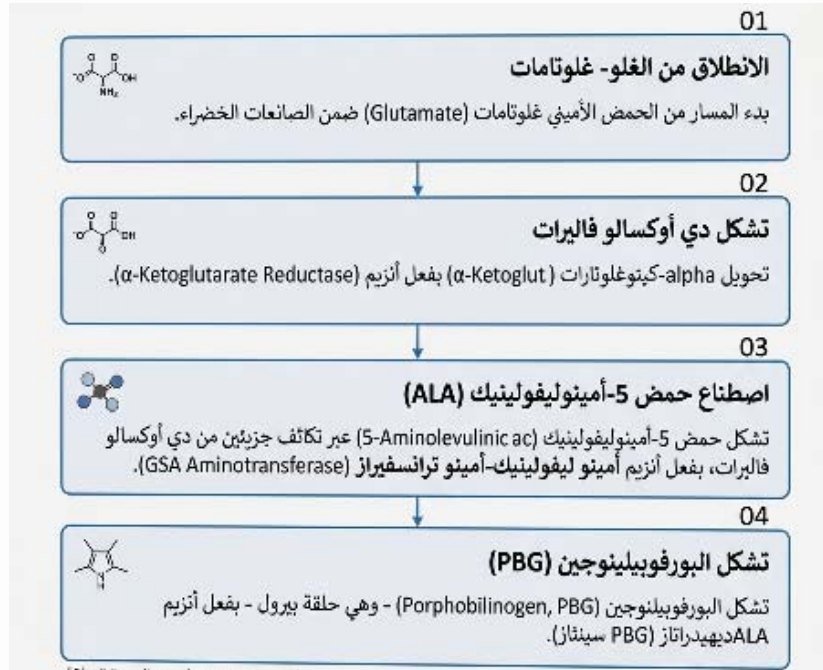 01
الانطلاق من الغلو- غلوتامات
بدء المسار من الحمض الأميني غلوتامات (Glutamate) ضمن الصانعات الخضراء.
02
تشكل دي أوكسالو فاليرات
تحويل alpha-كيتوغلوتارات (α-Ketoglut) بفعل أنزيم (α-Ketoglutarate Reductase).
03
اصطناع حمض 5-أمينوليفولينيك (ALA)
تشكل حمض 5-أمينوليفولينيك (5-Aminolevulinic ac) عبر تكاثف جزيئين من دي أوكسالو
فاليرات، بفعل أنزيم أمينو ليفولينيك-أمينو ترانسفيراز (GSA Aminotransferase).
04
تشكل البورفوبيلينوجين (PBG)
تشكل البورفوبيلنوجين (Porphobilinogen, PBG) - وهي حلقة بيرول - بفعل أنزيم
ALAديهيدراتاز (PBG سينثاز).